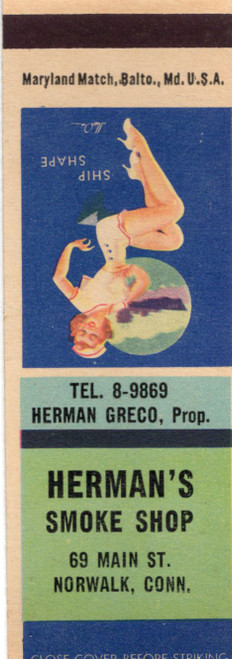 Maryland Match, Balto., Md. U.S.A.
SHIP
SHAPE
TEL. 8-9869
HERMAN GRECO, Prop.
HERMAN'S
SMOKE SHOP
69 MAIN ST.
NORWALK, CONN.
CLOSE COVER BEFORE STRIKING